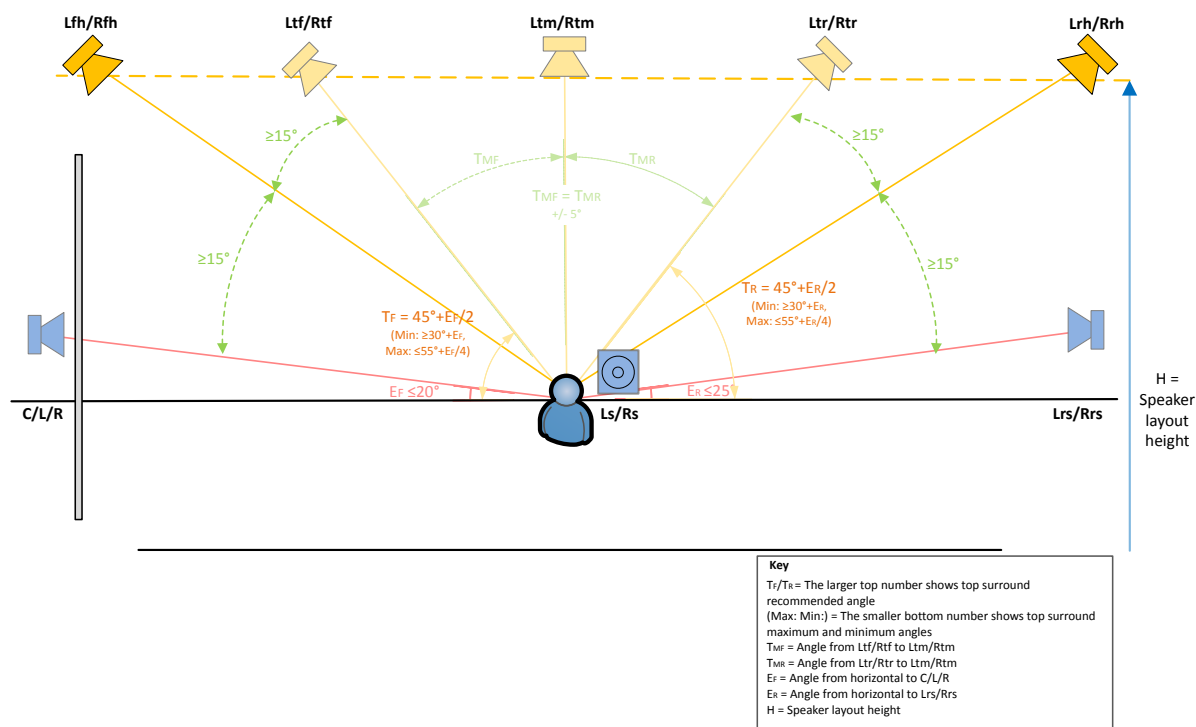 Lfh/Rfh
Ltf/Rtf
Ltm/Rtm
Ltr/Rtr
Lrh/Rrh
≥15°
≥15°
TMF
TMR
TMF = TMR
+/- 5°
≥15°
≥15°
TF = 45°+EF/2
(Min: ≥30°+EF,
Max: ≤55°+EF/4)
TR = 45°+ER/2
(Min: ≥30°+ER,
Max: ≤55°+ER/4)
EF ≤20°
ER ≤25°
C/L/R
Ls/Rs
Lrs/Rrs
H =
Speaker
layout
height
Key
TF/TR = The larger top number shows top surround
recommended angle
(Max: Min:) = The smaller bottom number shows top surround
maximum and minimum angles
TMF = Angle from Ltf/Rtf to Ltm/Rtm
TMR = Angle from Ltr/Rtr to Ltm/Rtm
EF = Angle from horizontal to C/L/R
ER = Angle from horizontal to Lrs/Rrs
H = Speaker layout height